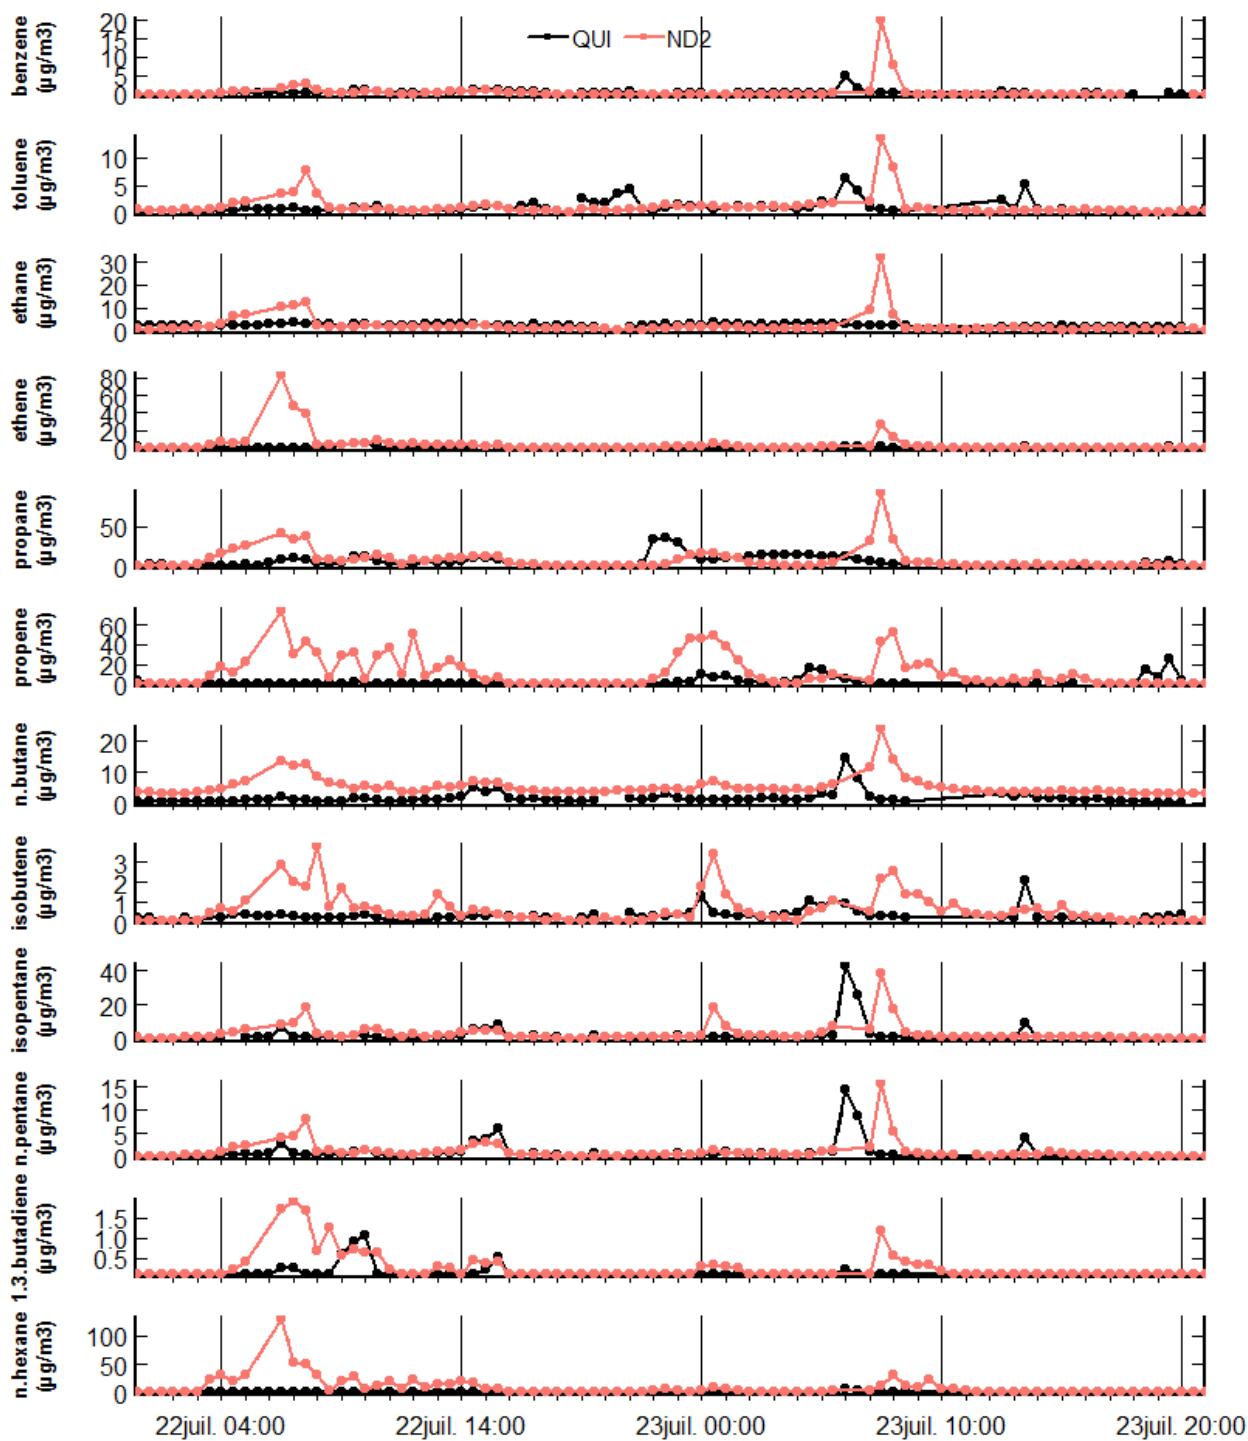 QUI ND2
benzene
(µg/m3)
20
15
10
5
0
toluene
(µg/m3)
10
5
0
ethane
(µg/m3)
30
20
10
0
ethene
(µg/m3)
80
60
40
20
0
propane
(µg/m3)
50
0
propene
(µg/m3)
60
40
20
0
n.butane
(µg/m3)
20
10
0
isobutene
(µg/m3)
3
2
1
0
isopentane
(µg/m3)
40
20
0
n.pentane
(µg/m3)
15
10
5
0
1.3.butadiene
(µg/m3)
1.5
1.0
0.5
n.hexane
(µg/m3)
100
50
0
22juil. 04:00 22juil. 14:00 23juil. 00:00 23juil. 10:00 23juil. 20:00